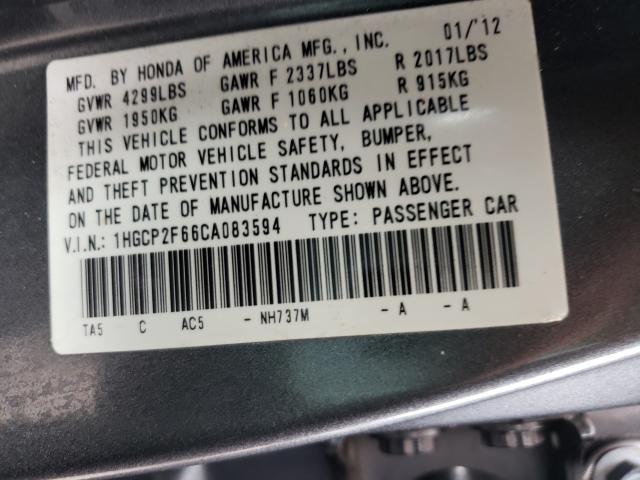 MFD. BY HONDA OF AMERICA MFG., INC. 01/'12
GVWR 4299LBS GAWR F 2337LBS R 2017LBS
GVWR 1950KG GAWR F 1060KG R 915KG
THIS VEHICLE CONFORMS TO ALL APPLICABLE
FEDERAL MOTOR VEHICLE SAFETY, BUMPER,
AND THEFT PREVENTION STANDARDS IN EFFECT
ON THE DATE OF MANUFACTURE SHOWN ABOVE.
V.I.N.: 1HGCP2F66CA083594 TYPE: PASSENGER CAR
TA5 C AC5 - NH737M - A - A